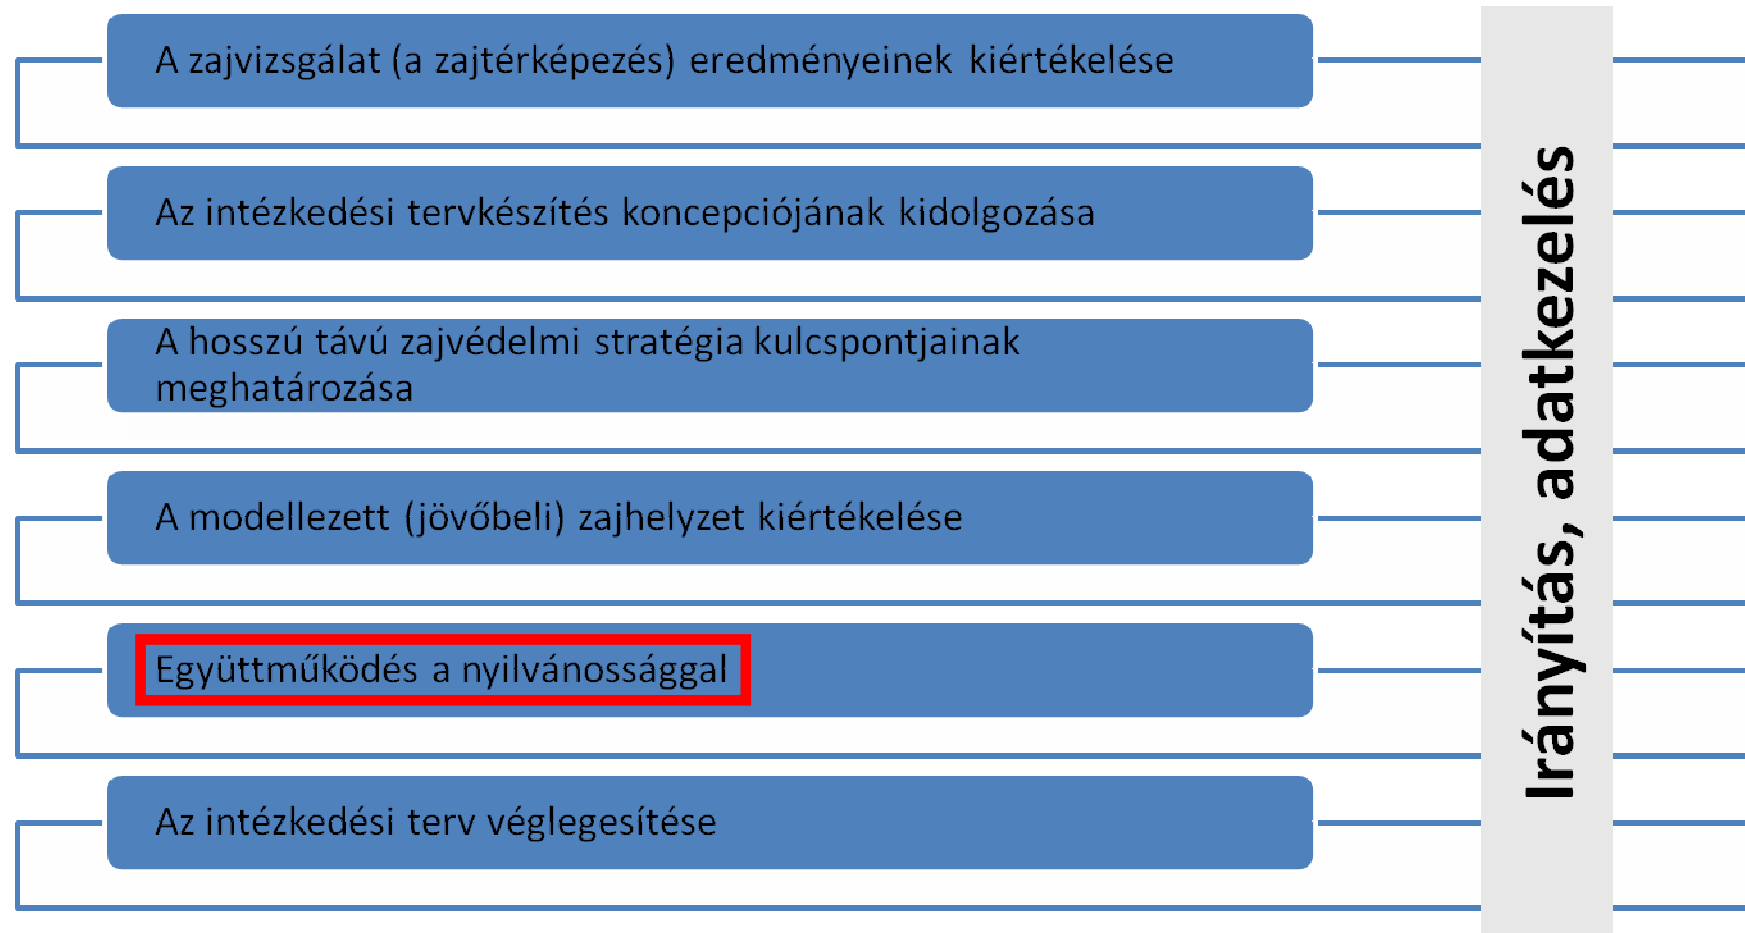 A zajvizsgálat (a zajtérképezés) eredményeinek kiértékelése
Az intézkedési tervkészítés koncepciójának kidolgozása
A hosszú távú zajvédelmi stratégia kulcspontjainak
meghatározása
A modellezett (jövőbeli) zajhelyzet kiértékelése
Együttműködés a nyilvánossággal
Az intézkedési terv véglegesítése
Irányítás, adatkezelés